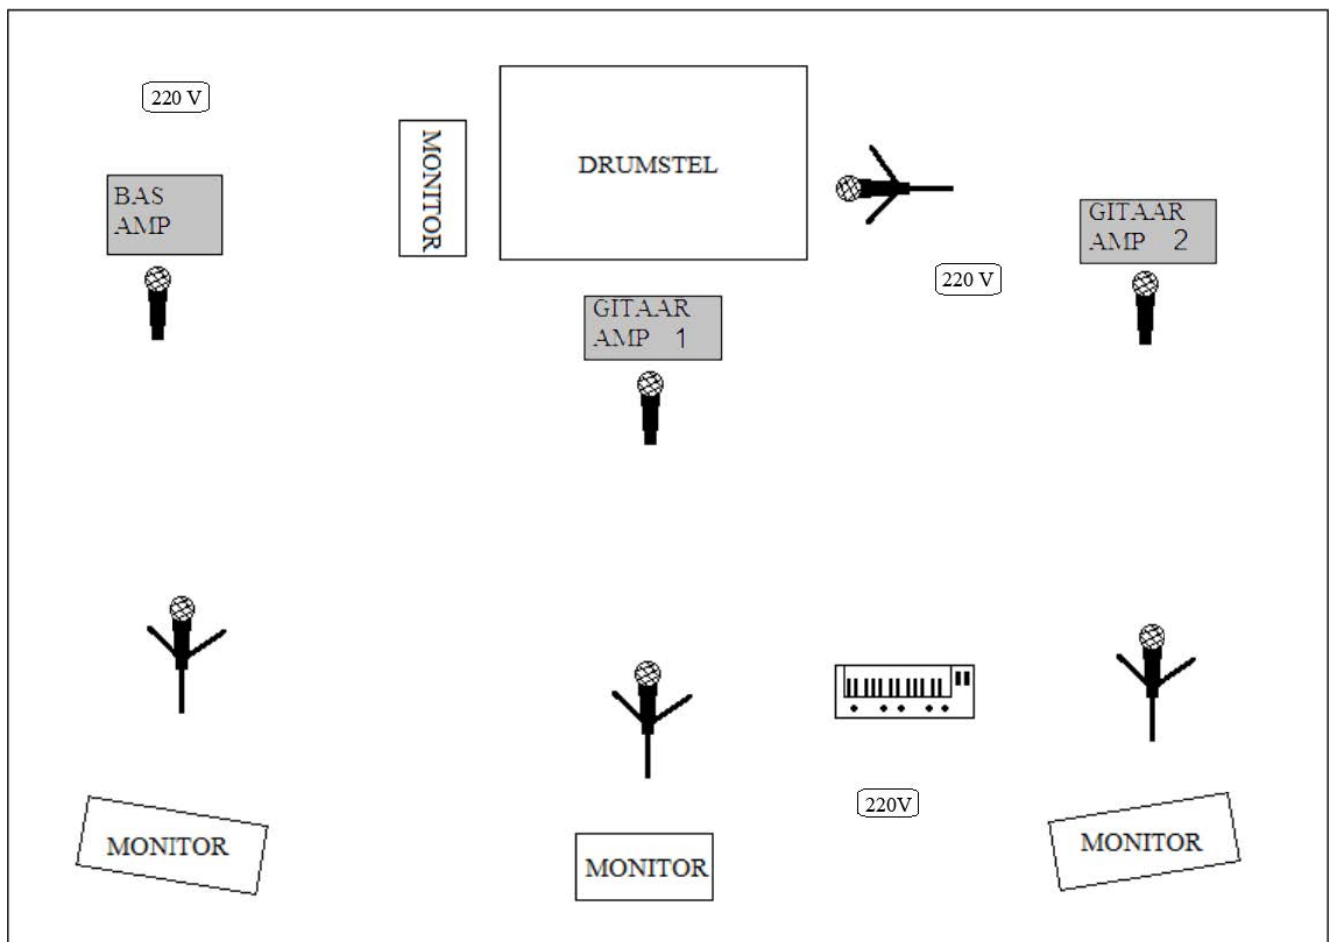 220 V
MONITOR
DRUMSTEL
BAS
AMP
GITAAR
AMP 2
220 V
GITAAR
AMP 1
220V
MONITOR
MONITOR
MONITOR